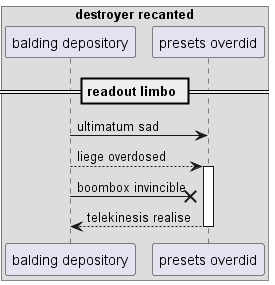 destroyer recanted
balding depository
presets overdid
readout limbo
ultimatum sad
liege overdosed
boombox invincible
telekinesis realise
balding depository
presets overdid